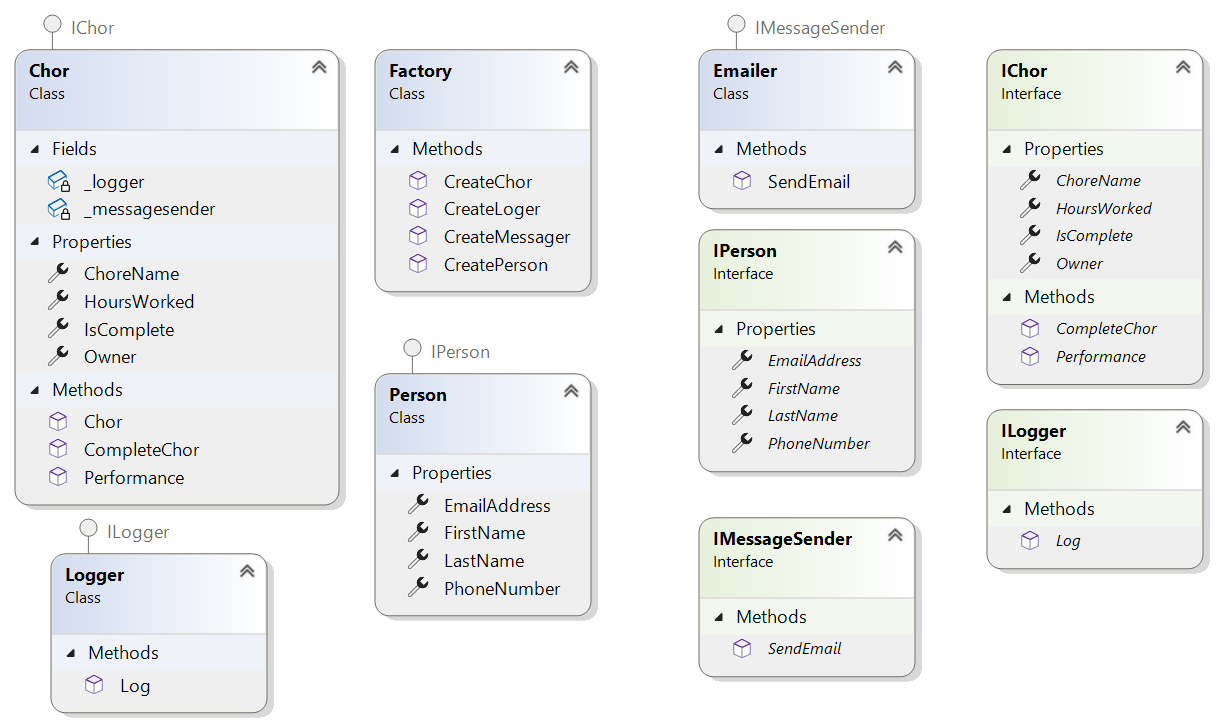 IChor
Chor
Class
Fields
_logger
_messagesender
Properties
ChoreName
HoursWorked
IsComplete
Owner
Methods
Chor
CompleteChor
Performance
ILogger
Logger
Class
Methods
Log
Factory
Class
Methods
CreateChor
CreateLoger
CreateMessager
CreatePerson
IPerson
Person
Class
Properties
EmailAddress
FirstName
LastName
PhoneNumber
IMessageSender
Emailer
Class
Methods
SendEmail
IPerson
Interface
Properties
EmailAddress
FirstName
LastName
PhoneNumber
IMessageSender
Interface
Methods
SendEmail
IChor
Interface
Properties
ChoreName
HoursWorked
IsComplete
Owner
Methods
CompleteChor
Performance
ILogger
Interface
Methods
Log